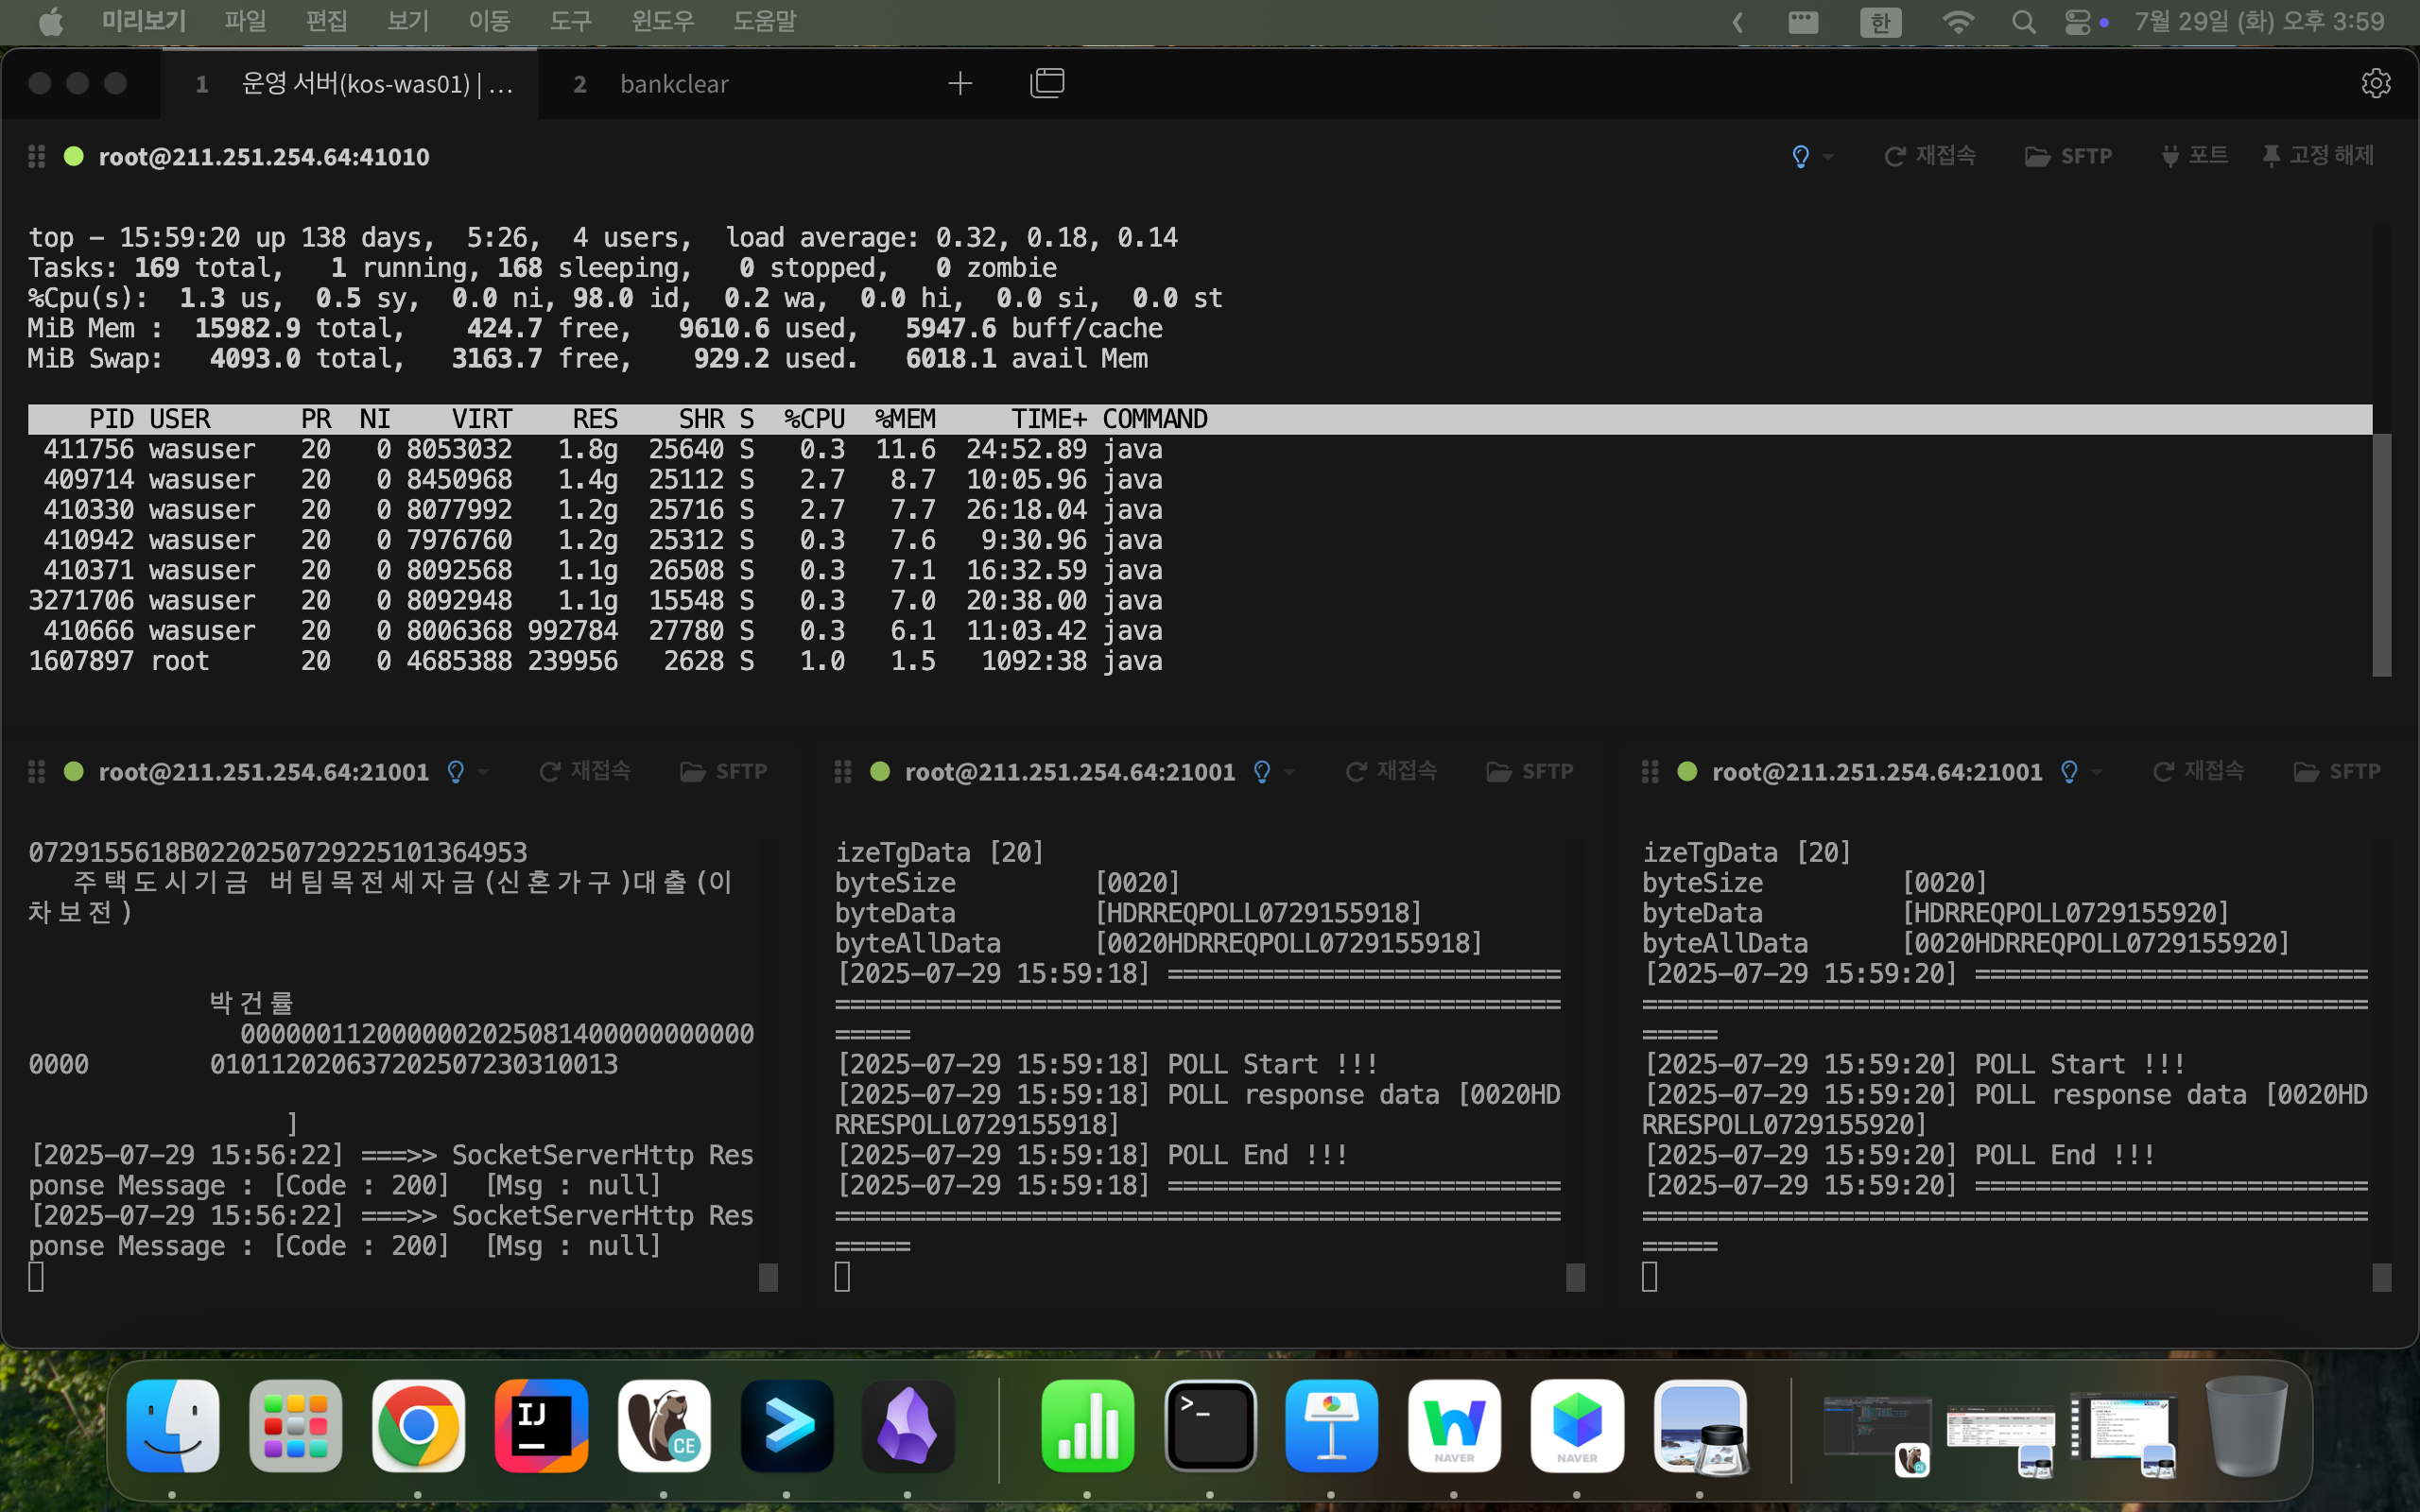 미리보기 파일 편집 보기 이동 도구 윈도우 도움말 한 7월 29일 (화) 오후 3:59
1 운영 서버(kos-was01) | ... 2 bankclear
root@211.251.254.64:41010 재접속 SFTP 포트 고정 해제
top - 15:59:20 up 138 days, 5:26, 4 users, load average: 0.32, 0.18, 0.14
Tasks: 169 total, 1 running, 168 sleeping, 0 stopped, 0 zombie
%Cpu(s): 1.3 us, 0.5 sy, 0.0 ni, 98.0 id, 0.2 wa, 0.0 hi, 0.0 si, 0.0 st
MiB Mem : 15982.9 total, 424.7 free, 9610.6 used, 5947.6 buff/cache
MiB Swap: 4093.0 total, 3163.7 free, 929.2 used. 6018.1 avail Mem
PID USER PR NI VIRT RES SHR S %CPU %MEM TIME+ COMMAND
411756 wasuser 20 0 8053032 1.8g 25640 S 0.3 11.6 24:52.89 java
409714 wasuser 20 0 8450968 1.4g 25112 S 2.7 8.7 10:05.96 java
410330 wasuser 20 0 8077992 1.2g 25716 S 2.7 7.7 26:18.04 java
410942 wasuser 20 0 7976760 1.2g 25312 S 0.3 7.6 9:30.96 java
410371 wasuser 20 0 8092568 1.1g 26508 S 0.3 7.1 16:32.59 java
3271706 wasuser 20 0 8092948 1.1g 15548 S 0.3 7.0 20:38.00 java
410666 wasuser 20 0 8006368 992784 27780 S 0.3 6.1 11:03.42 java
1607897 root 20 0 4685388 239956 2628 S 1.0 1.5 1092:38 java
root@211.251.254.64:21001 재접속 SFTP
0729155618B0220250729225101364953
주택도시기금 버팀목전세자금(신혼가구)대출(이
차보전)
박건률
0000001120000002025081400000000000
0000 010112020637202507230310013
]
[2025-07-29 15:56:22] ===>> SocketServerHttp Res
ponse Message : [Code : 200] [Msg : null]
[2025-07-29 15:56:22] ===>> SocketServerHttp Res
ponse Message : [Code : 200] [Msg : null]
root@211.251.254.64:21001 재접속 SFTP
izeTgData [20]
byteSize [0020]
byteData [HDRREQPOLL0729155918]
byteAllData [0020HDRREQPOLL0729155918]
[2025-07-29 15:59:18] ==========================
================================================
=====
[2025-07-29 15:59:18] POLL Start !!!
[2025-07-29 15:59:18] POLL response data [0020HD
RRESPOLL0729155918]
[2025-07-29 15:59:18] POLL End !!!
[2025-07-29 15:59:18] ==========================
================================================
=====
root@211.251.254.64:21001 재접속 SFTP
izeTgData [20]
byteSize [0020]
byteData [HDRREQPOLL0729155920]
byteAllData [0020HDRREQPOLL0729155920]
[2025-07-29 15:59:20] ==========================
================================================
=====
[2025-07-29 15:59:20] POLL Start !!!
[2025-07-29 15:59:20] POLL response data [0020HD
RRESPOLL0729155920]
[2025-07-29 15:59:20] POLL End !!!
[2025-07-29 15:59:20] ==========================
================================================
=====
IJ CE >_ NAVER NAVER